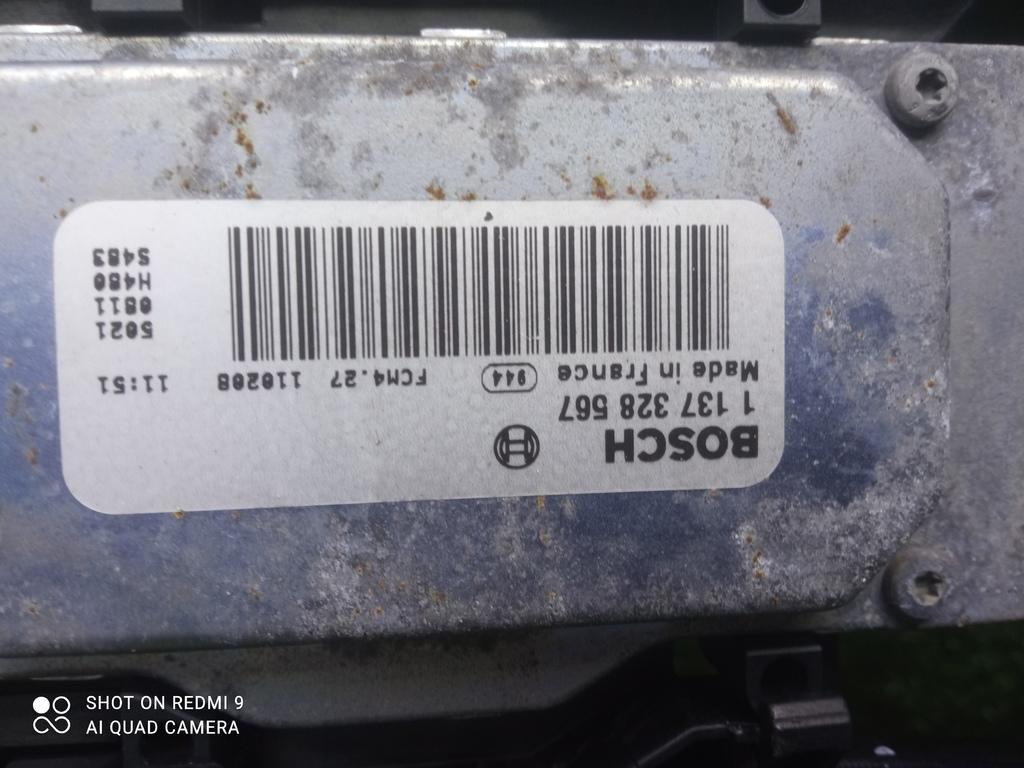 BOSCH
1 137 328 567
Made in France 944 FCM4.27 110208 11:51
5021
0811
H480
5483
SHOT ON REDMI 9
AI QUAD CAMERA